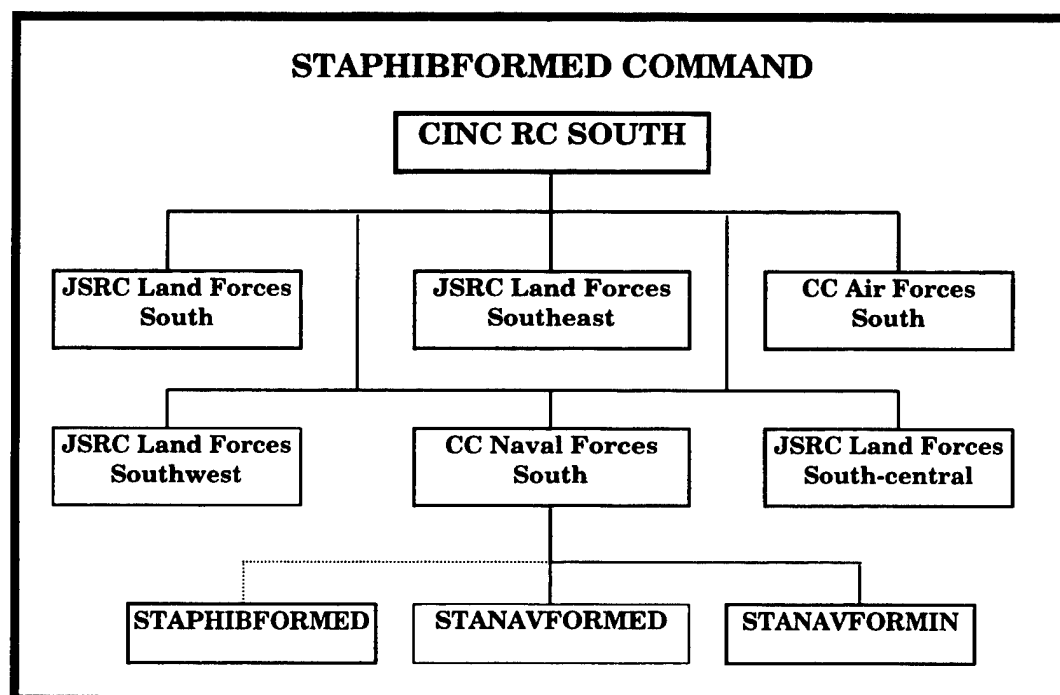 STAPHIBFORMED COMMAND
CINC RC SOUTH
JSRC Land Forces
South
JSRC Land Forces
Southeast
CC Air Forces
South
JSRC Land Forces
Southwest
CC Naval Forces
South
JSRC Land Forces
South-central
STAPHIBFORMED
STANAVFORMED
STANAVFORMIN